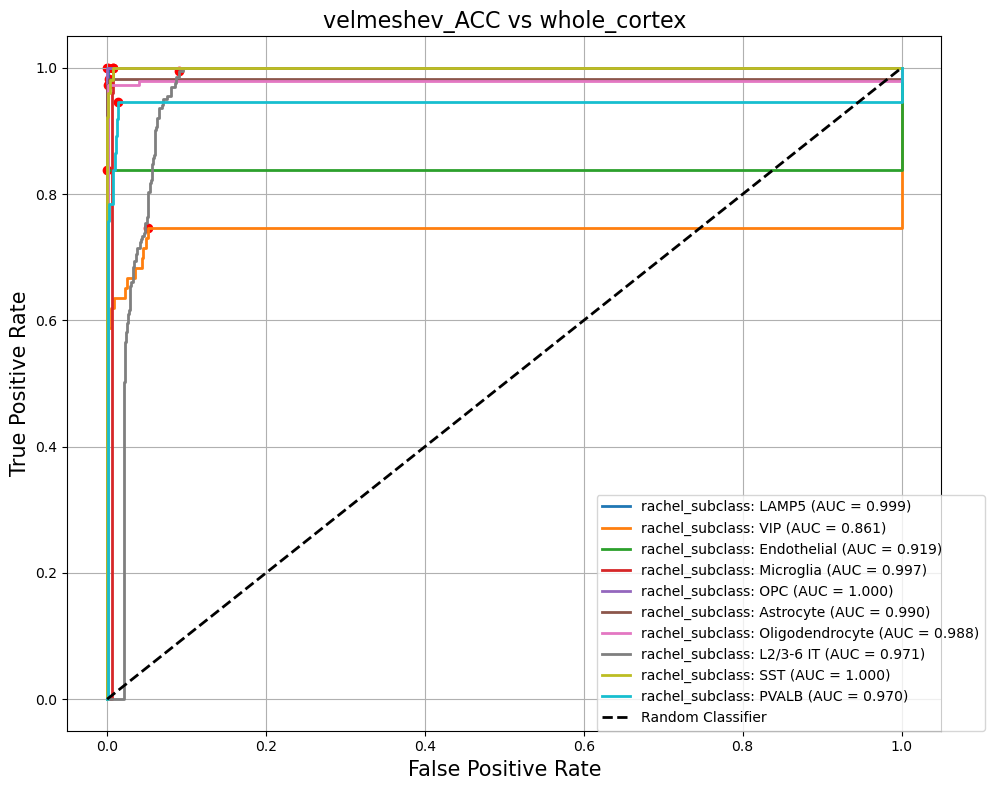 velmeshev_ACC vs whole_cortex
True Positive Rate
1.0
0.8
0.6
0.4
0.2
0.0
0.0 0.2 0.4 0.6 0.8 1.0
False Positive Rate
rachel_subclass: LAMP5 (AUC = 0.999)
rachel_subclass: VIP (AUC = 0.861)
rachel_subclass: Endothelial (AUC = 0.919)
rachel_subclass: Microglia (AUC = 0.997)
rachel_subclass: OPC (AUC = 1.000)
rachel_subclass: Astrocyte (AUC = 0.990)
rachel_subclass: Oligodendrocyte (AUC = 0.988)
rachel_subclass: L2/3-6 IT (AUC = 0.971)
rachel_subclass: SST (AUC = 1.000)
rachel_subclass: PVALB (AUC = 0.970)
Random Classifier